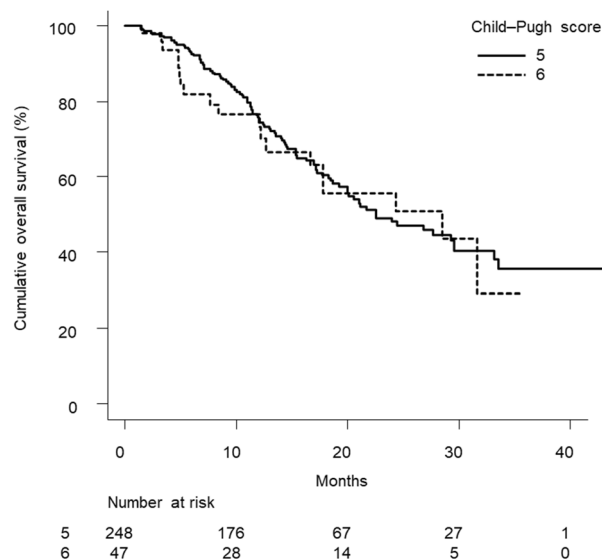 Child–Pugh score
5
6
Cumulative overall survival (%)
100
80
60
40
20
0
0 10 20 30 40
Months
Number at risk
5 248 176 67 27 1
6 47 28 14 5 0